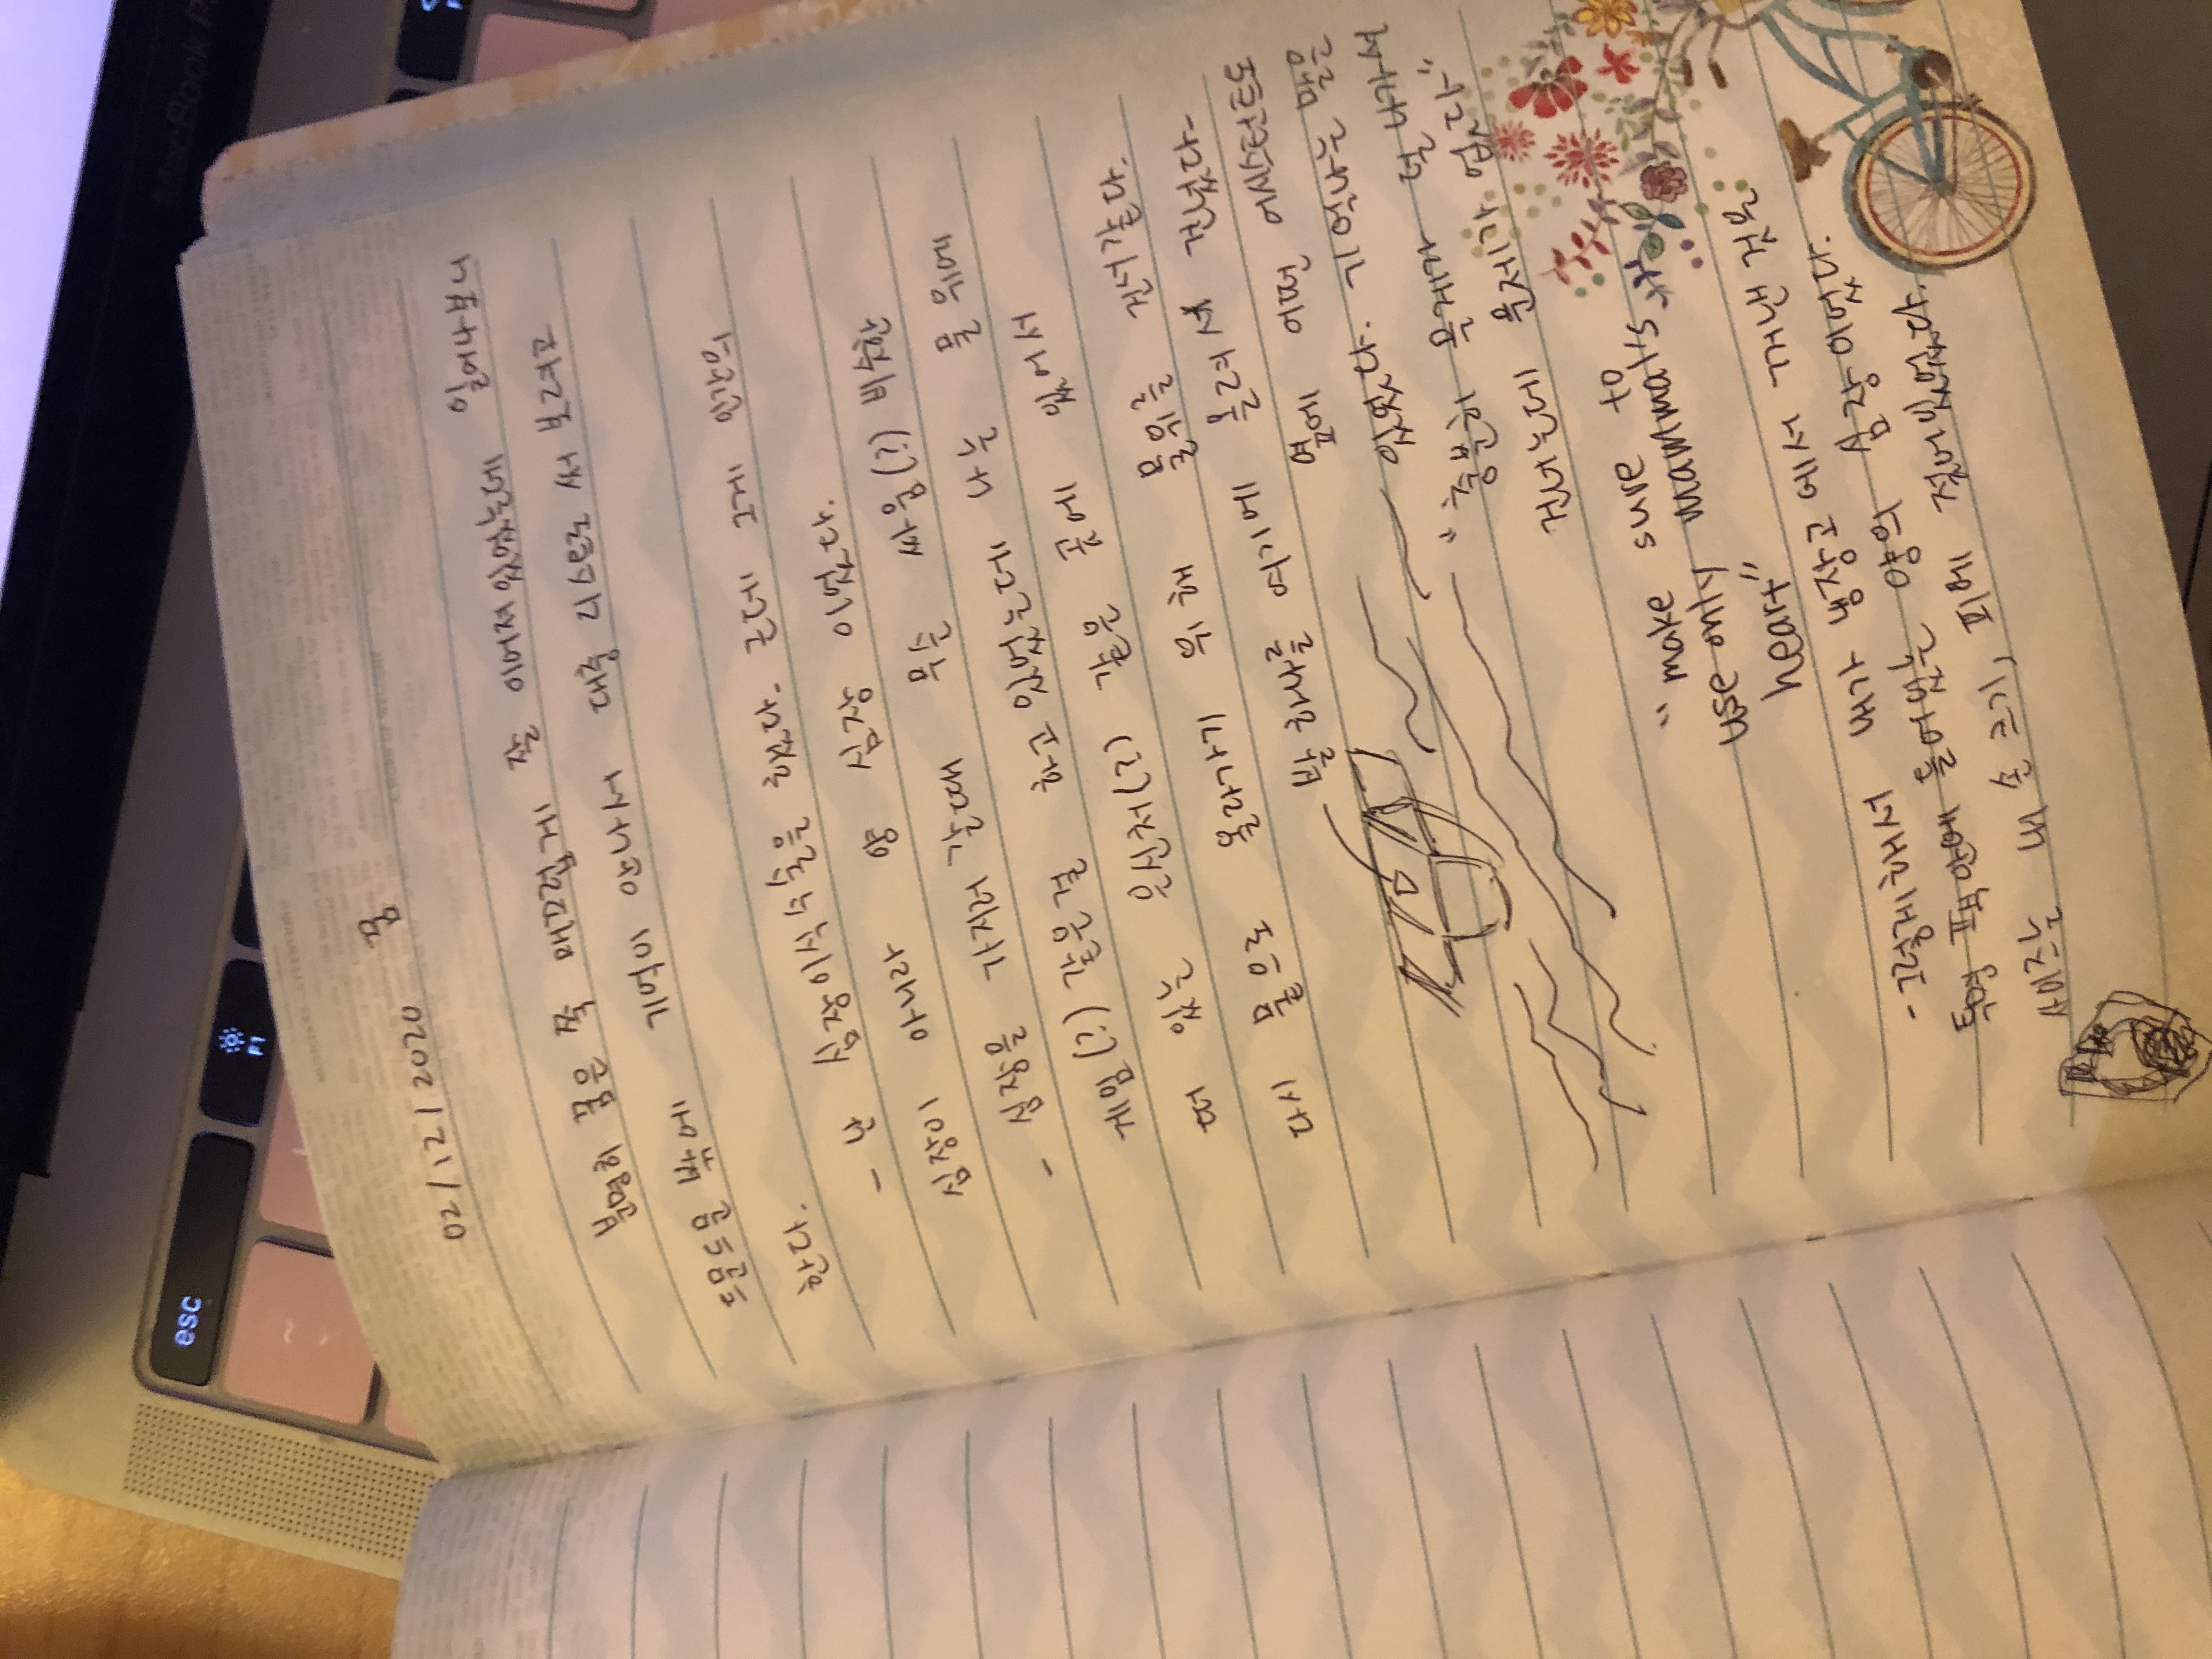 MacBook P
esc
F1
~
02/12/2020 꿈
분명히 꿈은 쭉 매끄럽게 잘 이어져있었는데 일어나보니
드문드문 밖에 기억이 안나서 대충 리스트로 써 보려고
한다.
- 난 심장이식수술을 했다. 근데 그게 인간의
심장이 아니라 양 심장 이었다.
- 심장을 가지러 갈때 무슨 싸움(?) 비슷한
게임(?) 같은걸 하고있었는데 나는 물 위에
떠 있는 은신처(?) 같은 곳에 있어서
다시 뭍으로 올라가기 위해 물위를 건너갔다.
발 하나를 여기에 올려서 건넜다-
옆에 어떤 어시스턴트도
있었다. 기억나는 말은
"충분히 무게가 덜 나가서
건너는데 문제가 없다"
"make sure to
use only mammal's
heart"
- 그렇게해서 내가 냉장고에서 꺼낸 것은
투명 팩안에 들어있는 양의 심장이었다.
사이즈는 내 손 크기, 피에 젖어있었다.